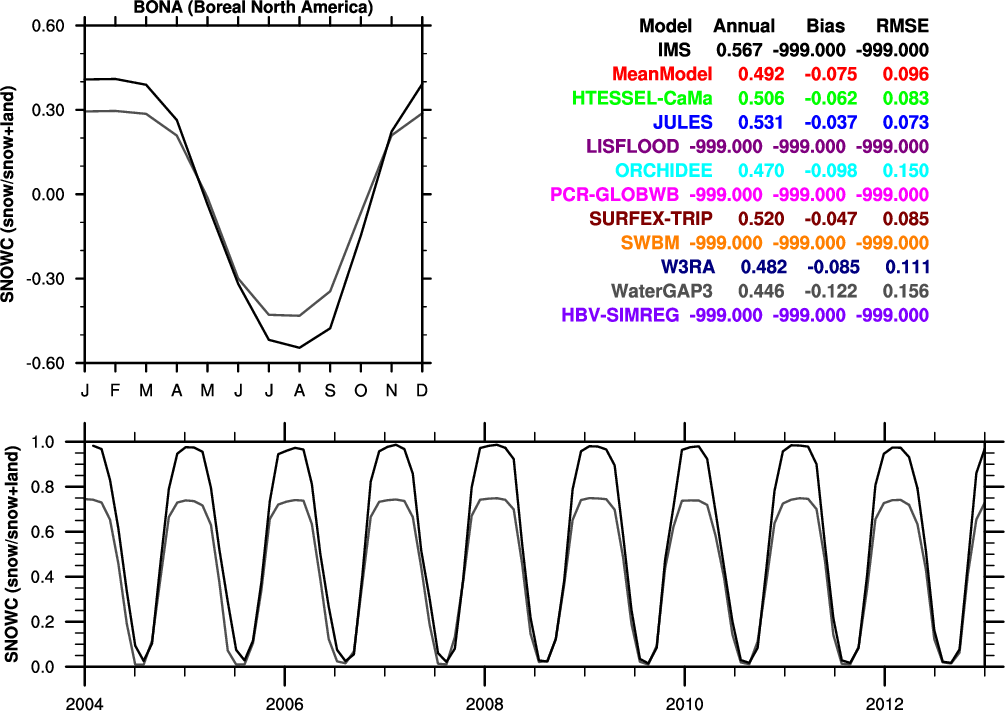 BONA (Boreal North America)
0.60
0.30
0.00
-0.30
-0.60
SNOWC (snow/snow+land)
J F M A M J J A S O N D
Model Annual Bias RMSE
IMS 0.567 -999.000 -999.000
MeanModel 0.492 -0.075 0.096
HTESSEL-CaMa 0.506 -0.062 0.083
JULES 0.531 -0.037 0.073
LISFLOOD -999.000 -999.000 -999.000
ORCHIDEE 0.470 -0.098 0.150
PCR-GLOBWB -999.000 -999.000 -999.000
SURFEX-TRIP 0.520 -0.047 0.085
SWBM -999.000 -999.000 -999.000
W3RA 0.482 -0.085 0.111
WaterGAP3 0.446 -0.122 0.156
HBV-SIMREG -999.000 -999.000 -999.000
1.0
0.8
0.6
0.4
0.2
0.0
SNOWC (snow/snow+land)
2004 2006 2008 2010 2012